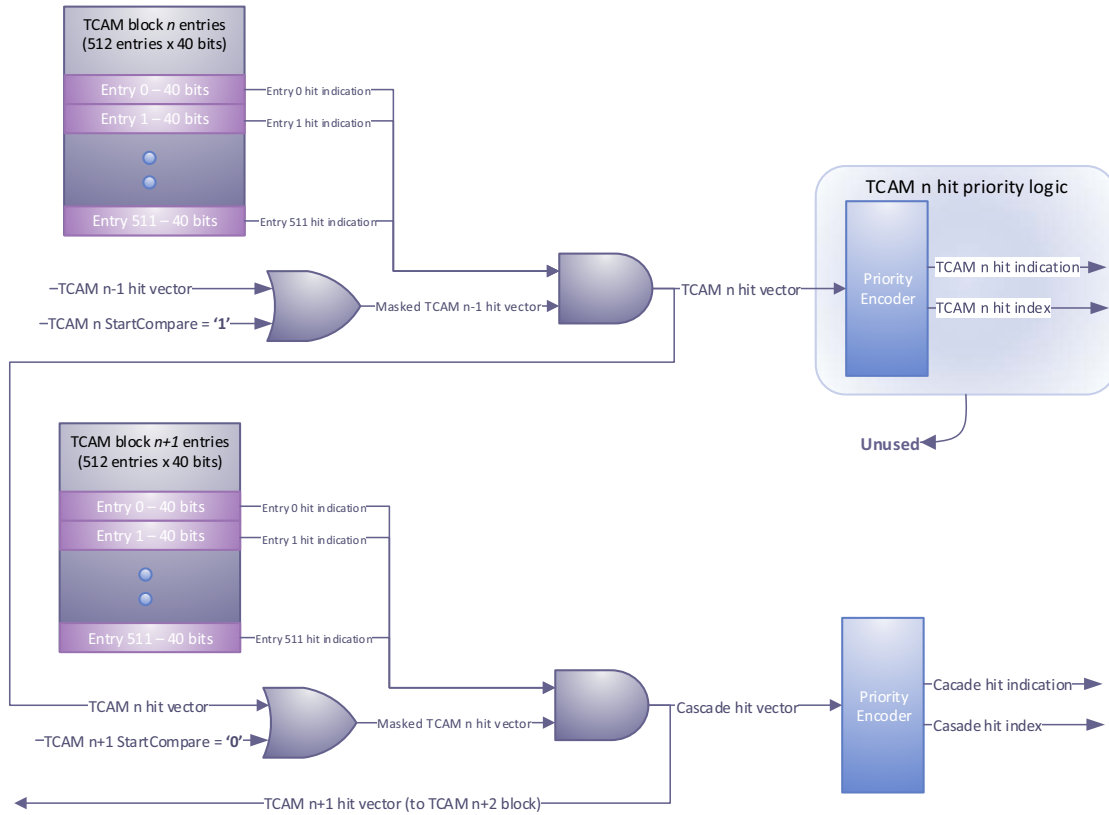 TCAM block n entries
(512 entries x 40 bits)
Entry 0 – 40 bits
Entry 0 hit indication
Entry 1 – 40 bits
Entry 1 hit indication
Entry 511 – 40 bits
Entry 511 hit indication
TCAM n hit priority logic
Priority
Encoder
TCAM n hit indication
TCAM n hit index
TCAM n-1 hit vector
TCAM n StartCompare = ‘1’
Masked TCAM n-1 hit vector
TCAM n hit vector
Unused
TCAM block n+1 entries
(512 entries x 40 bits)
Entry 0 – 40 bits
Entry 0 hit indication
Entry 1 – 40 bits
Entry 1 hit indication
Entry 511 – 40 bits
Entry 511 hit indication
TCAM n hit vector
TCAM n+1 StartCompare = ‘0’
Masked TCAM n hit vector
Cascade hit vector
Priority
Encoder
Cacade hit indication
Casade hit index
TCAM n+1 hit vector (to TCAM n+2 block)